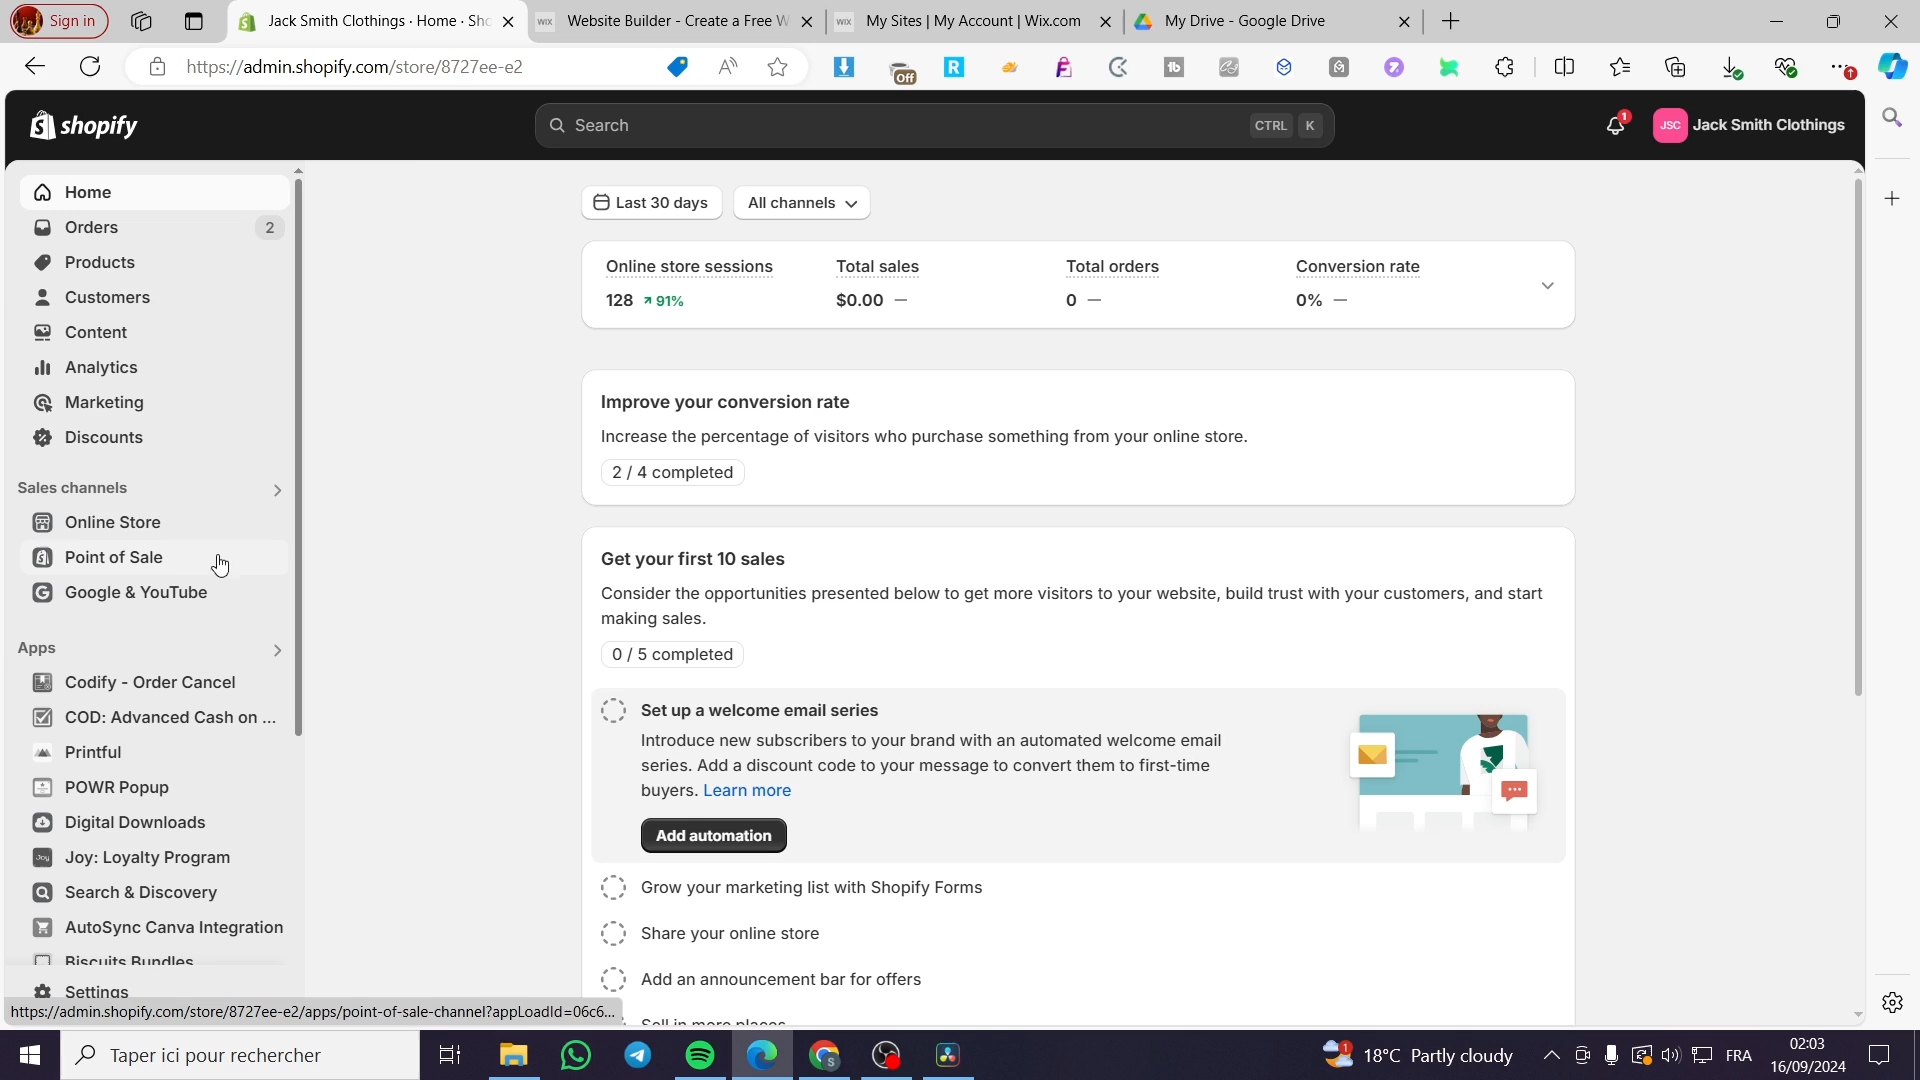 Sign in
Jack Smith Clothings · Home · Sho
Website Builder - Create a Free W
My Sites | My Account | Wix.com
My Drive - Google Drive
https://admin.shopify.com/store/8727ee-e2
shopify
Search
CTRL K
1
JSC
Jack Smith Clothings
Home
Orders 2
Products
Customers
Content
Analytics
Marketing
Discounts
Sales channels
Online Store
Point of Sale
Google & YouTube
Apps
Codify - Order Cancel
COD: Advanced Cash on ...
Printful
POWR Popup
Digital Downloads
Joy: Loyalty Program
Search & Discovery
AutoSync Canva Integration
Biscuits Bundles
Settings
https://admin.shopify.com/store/8727ee-e2/apps/point-of-sale-channel?appLoadId=06c6...
Last 30 days
All channels
Online store sessions
128 91%
Total sales
$0.00 —
Total orders
0 —
Conversion rate
0% —
Improve your conversion rate
Increase the percentage of visitors who purchase something from your online store.
2 / 4 completed
Get your first 10 sales
Consider the opportunities presented below to get more visitors to your website, build trust with your customers, and start
making sales.
0 / 5 completed
Set up a welcome email series
Introduce new subscribers to your brand with an automated welcome email
series. Add a discount code to your message to convert them to first-time
buyers. Learn more
Add automation
Grow your marketing list with Shopify Forms
Share your online store
Add an announcement bar for offers
Sell in more places
Taper ici pour rechercher
18°C Partly cloudy
FRA
02:03
16/09/2024